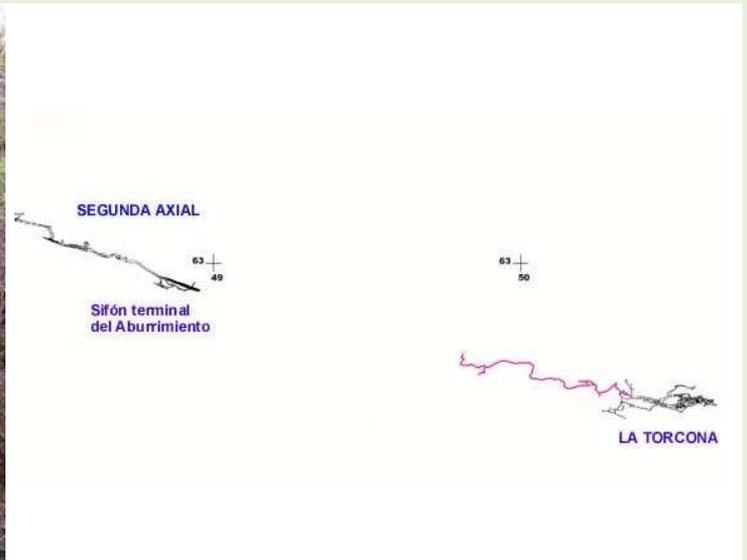 SEGUNDA AXIAL
63
49
63
50
Sifón terminal
del Aburrimiento
LA TORCONA